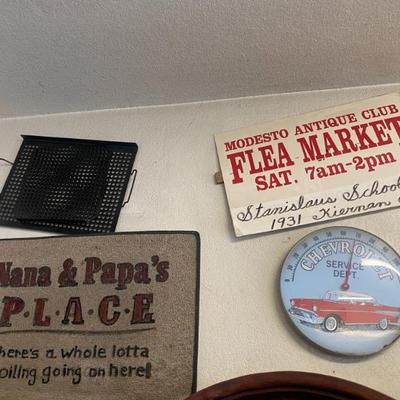 MODESTO ANTIQUE CLUB
FLEA MARKET
SAT. 7am-2pm
Stanislaus School
1931 Kiernan
CHEVROLET
SERVICE
DEPT.
Nana & Papa's
P·L·A·C·E
here's a whole lotta
oiling going on here!